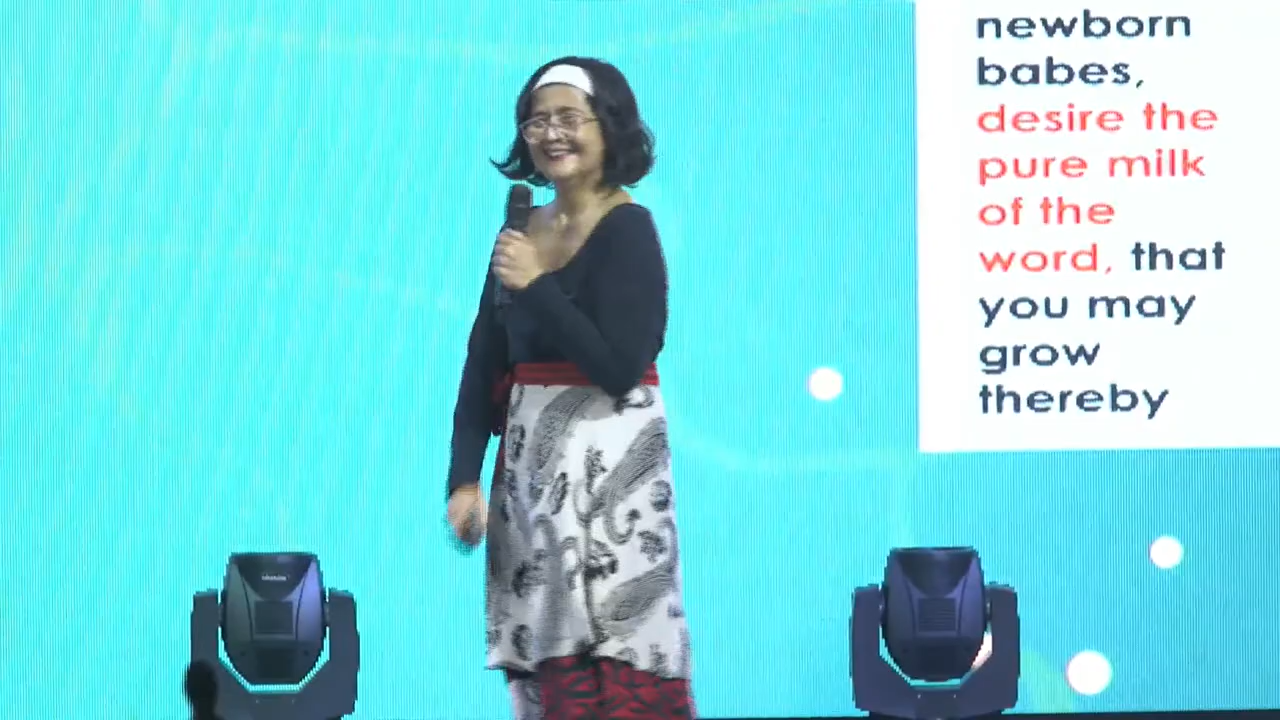 newborn
babes,
desire the
pure milk
of the
word, that
you may
grow
thereby